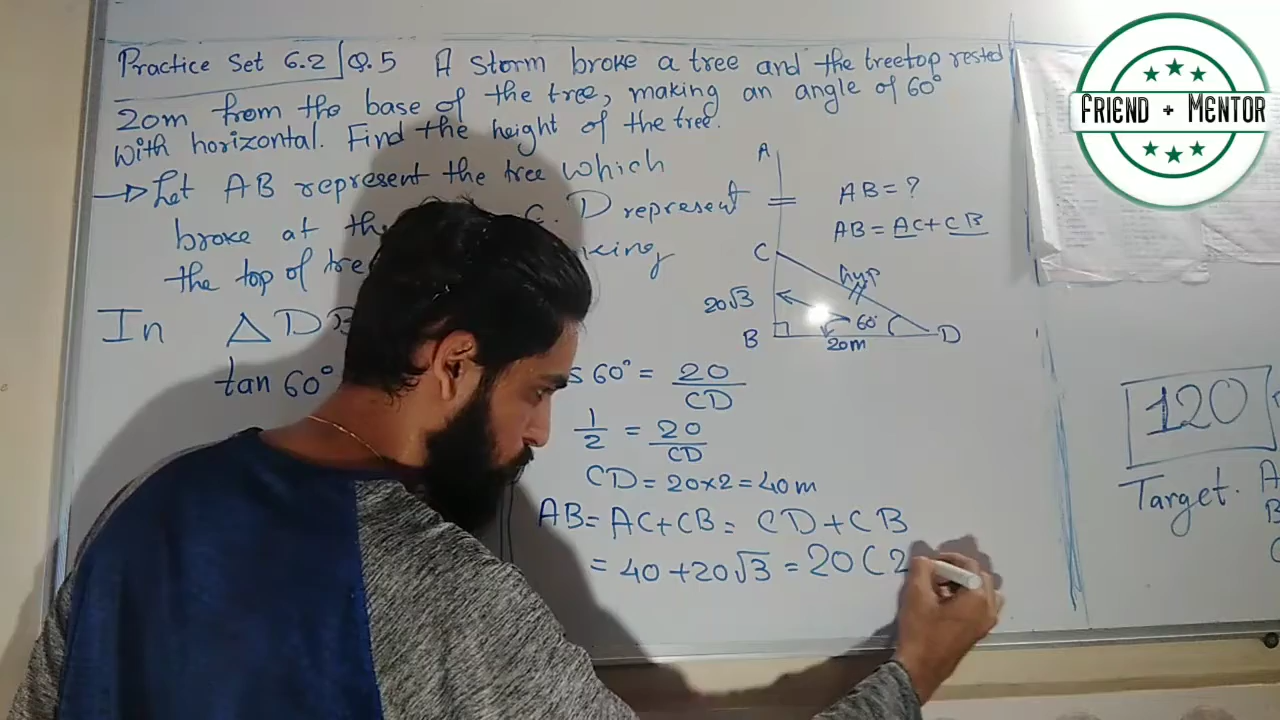 Practice Set 6.2 | Q.5 A storm broke a tree and the treetop rested
20m from the base of the tree, making an angle of 60°
with horizontal. Find the height of the tree.
→ Let AB represent the tree which
broke at C. D represent
the top of
In △D
tan 60°
60° = 20/CD
1/2 = 20/CD
CD = 20×2 = 40m
AB = AC + CB = CD + CB
= 40 + 20√3 = 20(2
A
AB = ?
AB = AC + CB
C
hyp
20√3
60°
B
20m
D
FRIEND + MENTOR
120
Target.
A